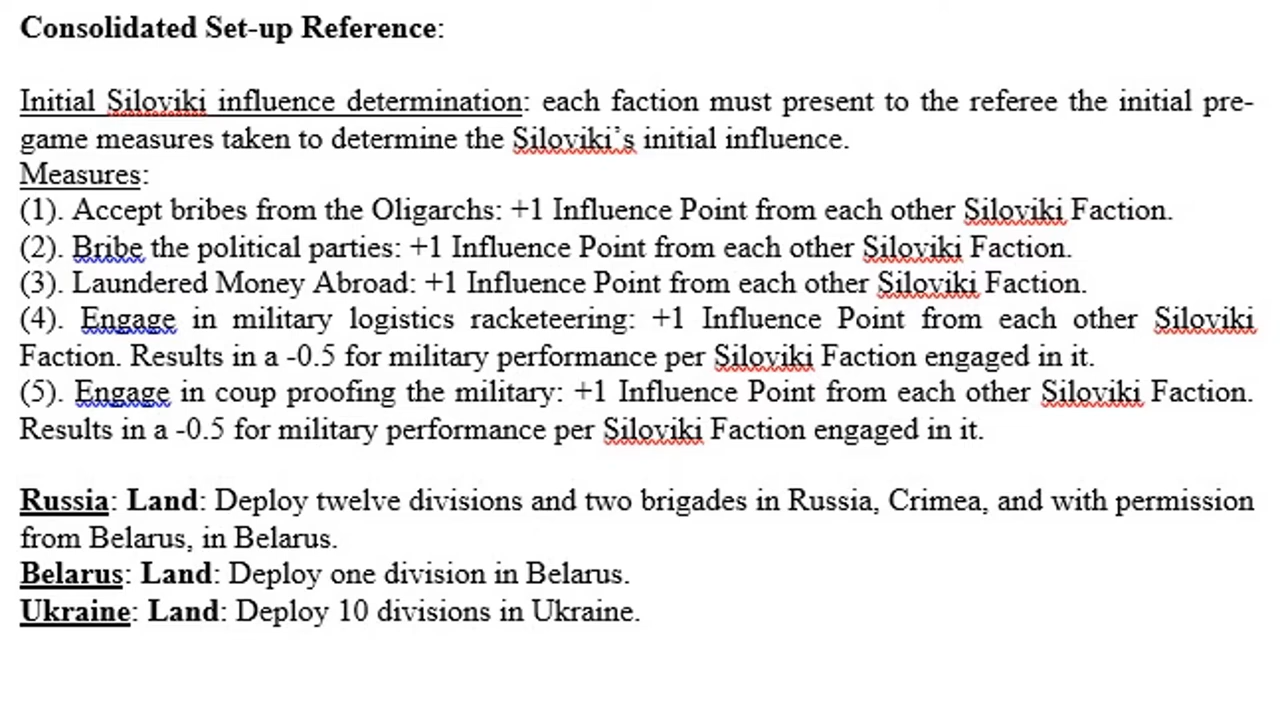 Consolidated Set-up Reference:
Initial Siloviki influence determination: each faction must present to the referee the initial pre-
game measures taken to determine the Siloviki’s initial influence.
Measures:
(1). Accept bribes from the Oligarchs: +1 Influence Point from each other Siloviki Faction.
(2). Bribe the political parties: +1 Influence Point from each other Siloviki Faction.
(3). Laundered Money Abroad: +1 Influence Point from each other Siloviki Faction.
(4). Engage in military logistics racketeering: +1 Influence Point from each other Siloviki
Faction. Results in a -0.5 for military performance per Siloviki Faction engaged in it.
(5). Engage in coup proofing the military: +1 Influence Point from each other Siloviki Faction.
Results in a -0.5 for military performance per Siloviki Faction engaged in it.
Russia: Land: Deploy twelve divisions and two brigades in Russia, Crimea, and with permission
from Belarus, in Belarus.
Belarus: Land: Deploy one division in Belarus.
Ukraine: Land: Deploy 10 divisions in Ukraine.